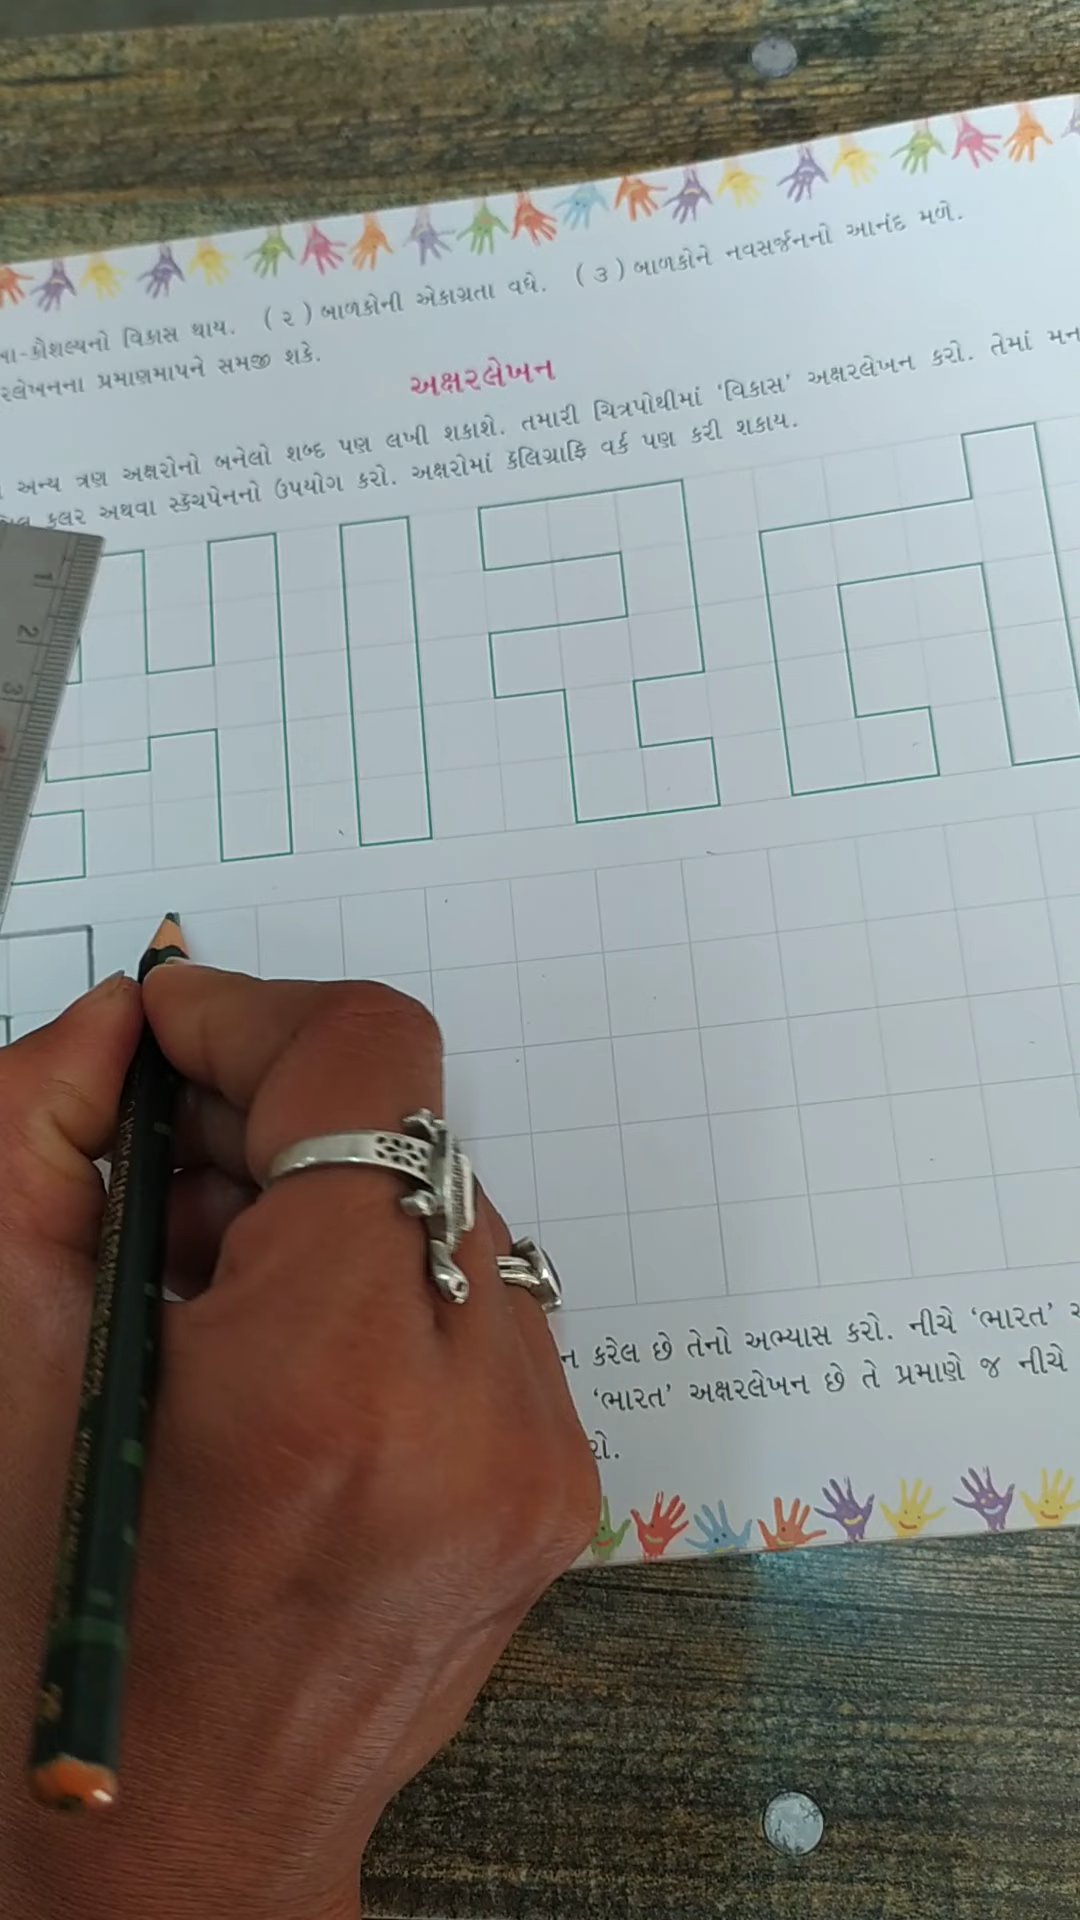 -કૌશલ્યનો વિકાસ થાય. (૨) બાળકોની એકાગ્રતા વધે. (૩) બાળકોને નવસર્જનનો આનંદ મળે.
રલેખનના પ્રમાણમાપને સમજી શકે.
અક્ષરલેખન
અન્ય ત્રણ અક્ષરોનો બનેલો શબ્દ પણ લખી શકાશે. તમારી ચિત્રપોથીમાં ‘વિકાસ’ અક્ષરલેખન કરો. તેમાં મન
કલર અથવા સ્કેચપેનનો ઉપયોગ કરો. અક્ષરોમાં કેલિગ્રાફિ વર્ક પણ કરી શકાય.
1
2
3
ભારત
ન કરેલ છે તેનો અભ્યાસ કરો. નીચે ‘ભારત’
‘ભારત’ અક્ષરલેખન છે તે પ્રમાણે જ નીચે
રો.